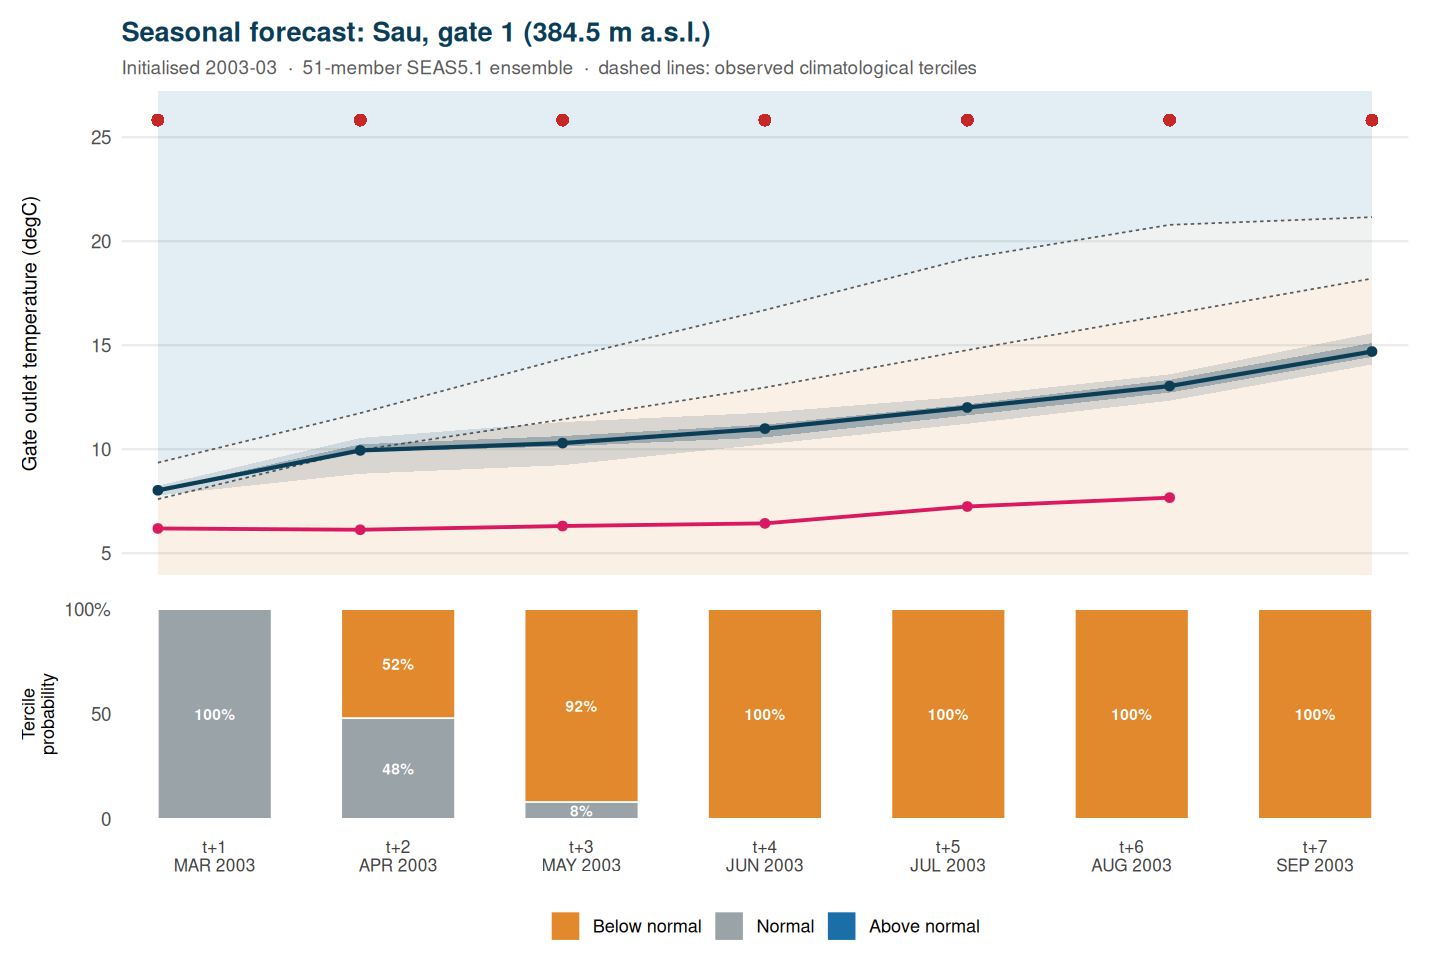 Seasonal forecast: Sau, gate 1 (384.5 m a.s.l.)
Initialised 2003-03 · 51-member SEAS5.1 ensemble · dashed lines: observed climatological terciles
Gate outlet temperature (degC)
25
20
15
10
5
Tercile
probability
100%
50
0
100%
52%
48%
92%
8%
100%
100%
100%
100%
t+1
MAR 2003
t+2
APR 2003
t+3
MAY 2003
t+4
JUN 2003
t+5
JUL 2003
t+6
AUG 2003
t+7
SEP 2003
Below normal
Normal
Above normal